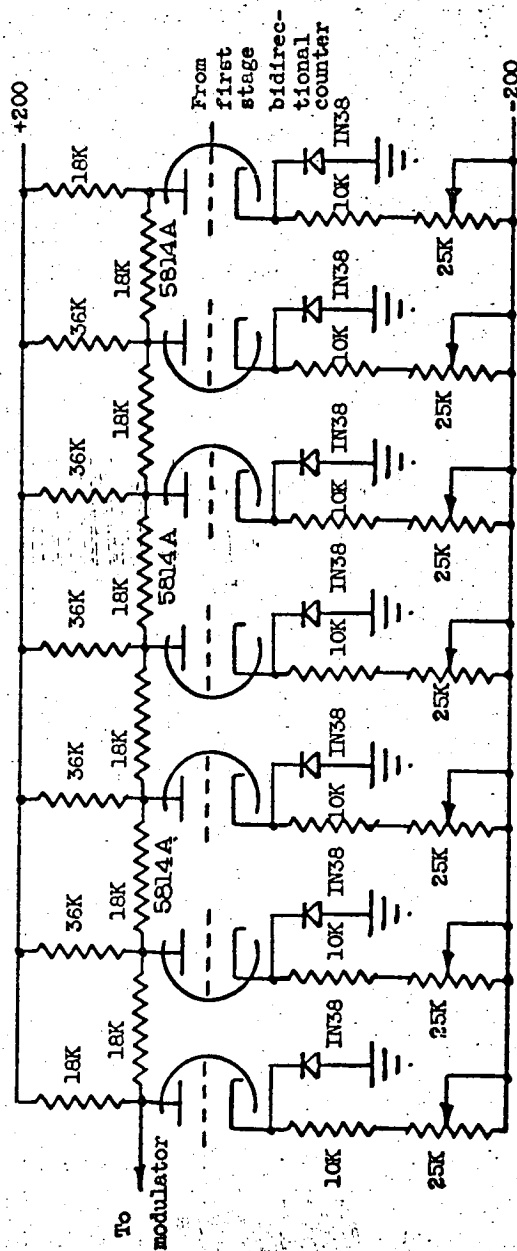 +200
18K
36K
36K
36K
36K
36K
18K
18K
18K
18K
18K
18K
18K
5814A
5814A
5814A
To
modulator
From
first
stage
bidirec-
tional
counter
IN38
IN38
IN38
IN38
IN38
IN38
IN38
10K
10K
10K
10K
10K
10K
10K
25K
25K
25K
25K
25K
25K
25K
-200